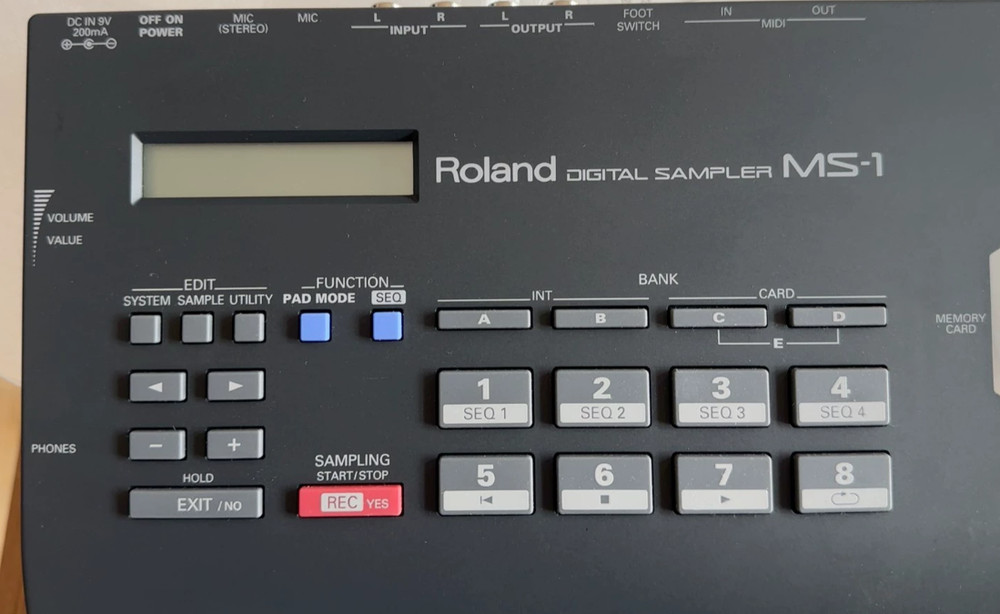 DC IN 9V
200mA
OFF ON
POWER
MIC
(STEREO)
MIC
L R
INPUT
L R
OUTPUT
FOOT
SWITCH
IN OUT
MIDI
Roland DIGITAL SAMPLER MS-1
VOLUME
VALUE
EDIT
SYSTEM SAMPLE UTILITY
FUNCTION
PAD MODE SEQ
BANK
INT CARD
A B C D
E
MEMORY
CARD
1 2 3 4
SEQ 1 SEQ 2 SEQ 3 SEQ 4
PHONES
− +
HOLD
EXIT / NO
SAMPLING
START/STOP
REC YES
5 6 7 8